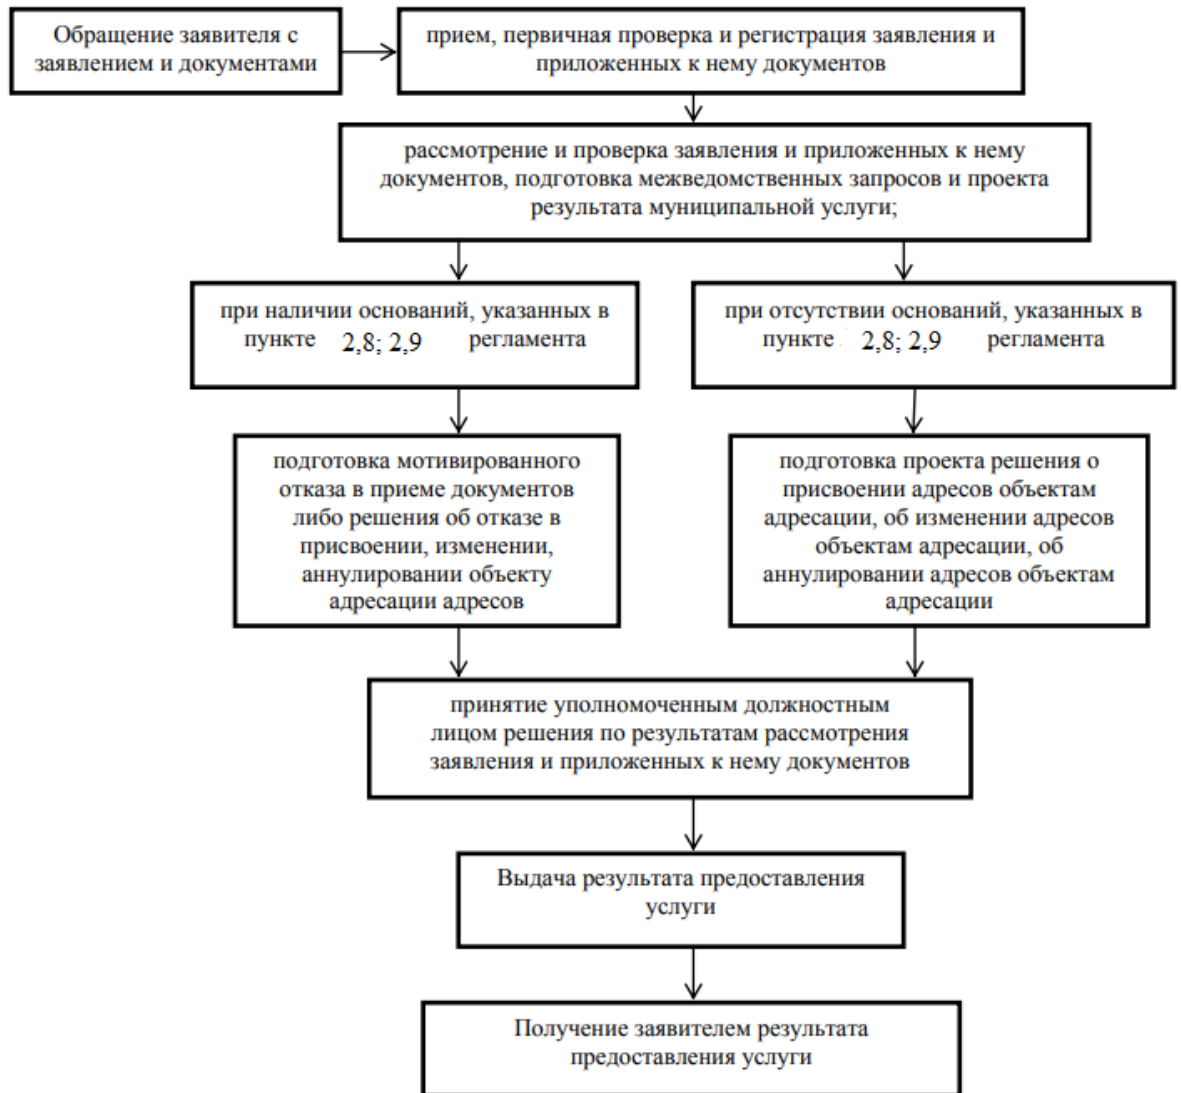 Обращение заявителя с
заявлением и документами
прием, первичная проверка и регистрация заявления и
приложенных к нему документов
рассмотрение и проверка заявления и приложенных к нему
документов, подготовка межведомственных запросов и проекта
результата муниципальной услуги;
при наличии оснований, указанных в
пункте 2,8; 2,9 регламента
при отсутствии оснований, указанных в
пункте 2,8; 2,9 регламента
подготовка мотивированного
отказа в приеме документов
либо решения об отказе в
присвоении, изменении,
аннулировании объекту
адресации адресов
подготовка проекта решения о
присвоении адресов объектам
адресации, об изменении адресов
объектам адресации, об
аннулировании адресов объектам
адресации
принятие уполномоченным должностным
лицом решения по результатам рассмотрения
заявления и приложенных к нему документов
Выдача результата предоставления
услуги
Получение заявителем результата
предоставления услуги